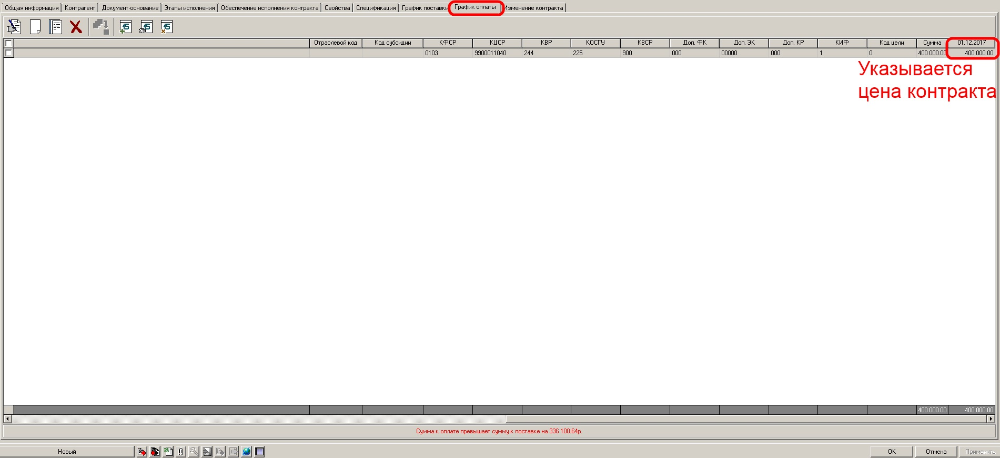 Общая информация Контрагент Документ-основание Этапы исполнения Обеспечение исполнения контракта Свойства Спецификация График поставки График оплаты Изменение контракта
15 15 15
Отраслевой код Код субсидии КФСР КЦСР КВР КОСГУ КВСР Доп. ФК Доп. ЭК Доп. КР КИФ Код цели Сумма 01.12.2017
0103 9900011040 244 225 900 000 00000 000 1 0 400 000.00 400 000.00
Указывается
цена контракта
400 000.00 400 000.00
Сумма к оплате превышает сумму к поставке на 336 100.64р.
Новый OK Отмена Применить